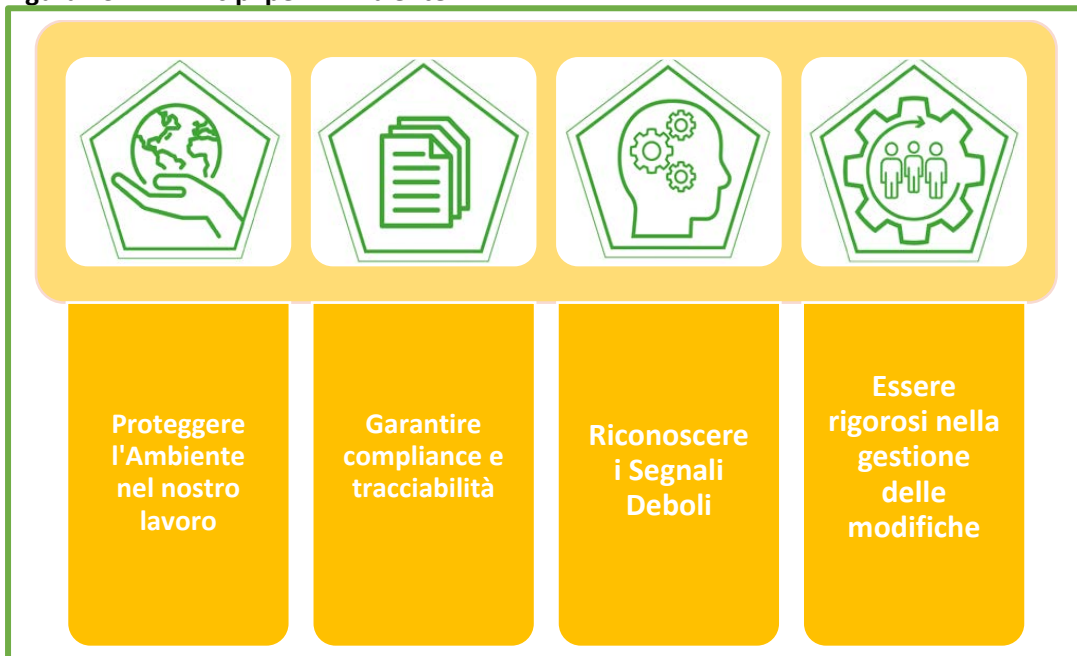 Proteggere
l'Ambiente
nel nostro
lavoro
Garantire
compliance e
tracciabilità
Riconoscere
i Segnali
Deboli
Essere
rigorosi nella
gestione
delle
modifiche